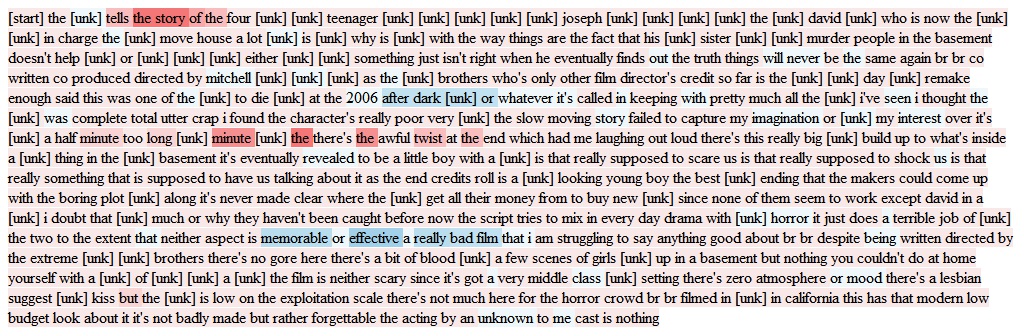 [start] the [unk] tells the story of the four [unk] [unk] teenager [unk] [unk] [unk] [unk] [unk] joseph [unk] [unk] [unk] [unk] the [unk] david [unk] who is now the [unk]
[unk] in charge the [unk] move house a lot [unk] is [unk] why is [unk] with the way things are the fact that his [unk] sister [unk] [unk] murder people in the basement
doesn't help [unk] or [unk] [unk] [unk] either [unk] [unk] something just isn't right when he eventually finds out the truth things will never be the same again br br co
written co produced directed by mitchell [unk] [unk] [unk] as the [unk] brothers who's only other film director's credit so far is the [unk] [unk] day [unk] remake
enough said this was one of the [unk] to die [unk] at the 2006 after dark [unk] or whatever it's called in keeping with pretty much all the [unk] i've seen i thought the
[unk] was complete total utter crap i found the character's really poor very [unk] the slow moving story failed to capture my imagination or [unk] my interest over it's
[unk] a half minute too long [unk] minute [unk] the there's the awful twist at the end which had me laughing out loud there's this really big [unk] build up to what's inside
a [unk] thing in the [unk] basement it's eventually revealed to be a little boy with a [unk] is that really supposed to scare us is that really supposed to shock us is that
really something that is supposed to have us talking about it as the end credits roll is a [unk] looking young boy the best [unk] ending that the makers could come up
with the boring plot [unk] along it's never made clear where the [unk] get all their money from to buy new [unk] since none of them seem to work except david in a
[unk] i doubt that [unk] much or why they haven't been caught before now the script tries to mix in every day drama with [unk] horror it just does a terrible job of [unk]
the two to the extent that neither aspect is memorable or effective a really bad film that i am struggling to say anything good about br br despite being written directed by
the extreme [unk] brothers there's no gore here there's a bit of blood [unk] a few scenes of girls [unk] up in a basement but nothing you couldn't do at home
yourself with a [unk] of [unk] [unk] a [unk] the film is neither scary since it's got a very middle class [unk] setting there's zero atmosphere or mood there's a lesbian
suggest [unk] kiss but the [unk] is low on the exploitation scale there's not much here for the horror crowd br br filmed in [unk] in california this has that modern low
budget look about it it's not badly made but rather forgettable the acting by an unknown to me cast is nothing